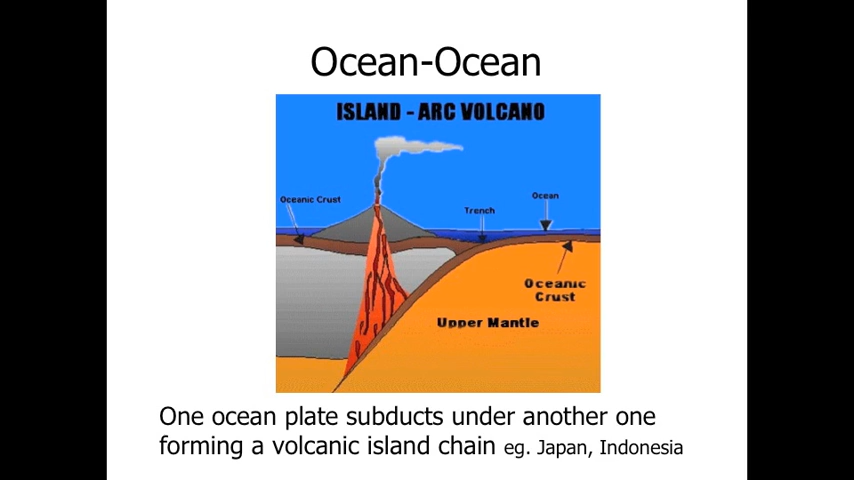 Ocean-Ocean
ISLAND - ARC VOLCANO
Oceanic Crust
Trench
Ocean
Oceanic
Crust
Upper Mantle
One ocean plate subducts under another one
forming a volcanic island chain eg. Japan, Indonesia